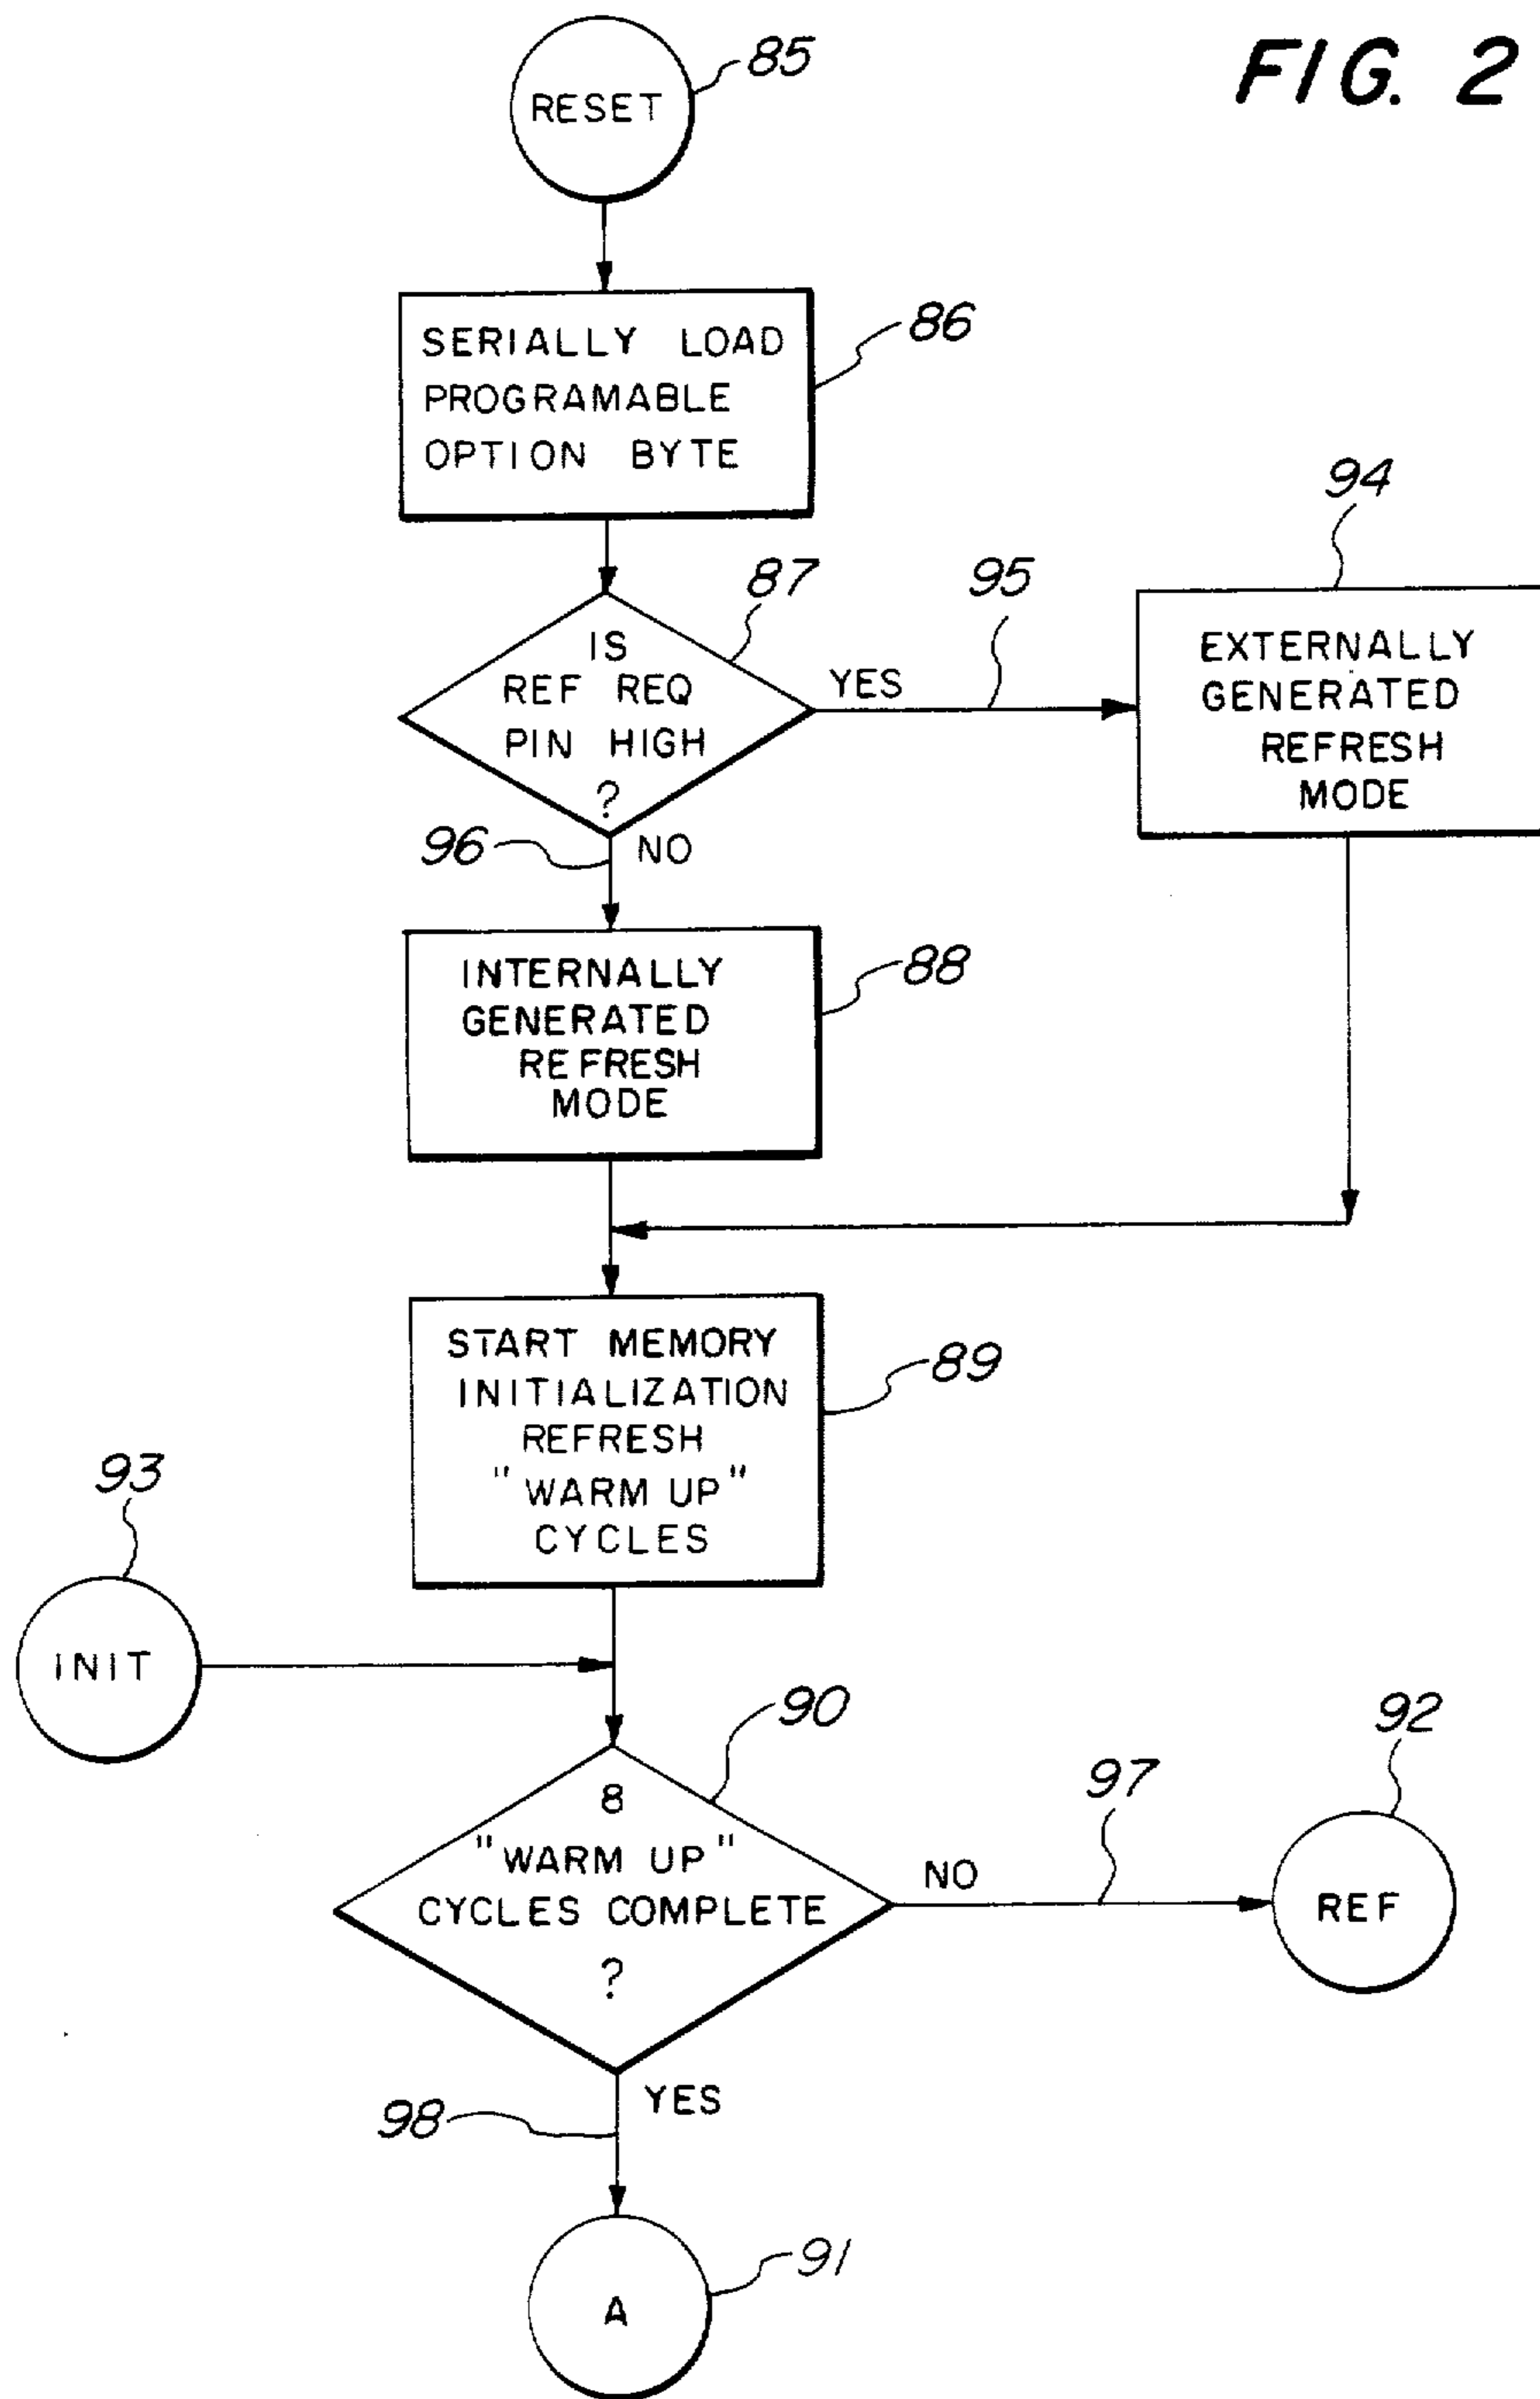 FIG. 2
85
RESET
86
SERIALLY LOAD
PROGRAMABLE
OPTION BYTE
94
87
95
IS
REF REQ
PIN HIGH
?
YES
EXTERNALLY
GENERATED
REFRESH
MODE
96
NO
88
INTERNALLY
GENERATED
REFRESH
MODE
89
START MEMORY
INITIALIZATION
REFRESH
"WARM UP"
CYCLES
93
INIT
90
92
97
8
"WARM UP"
CYCLES COMPLETE
?
NO
REF
98
YES
91
A